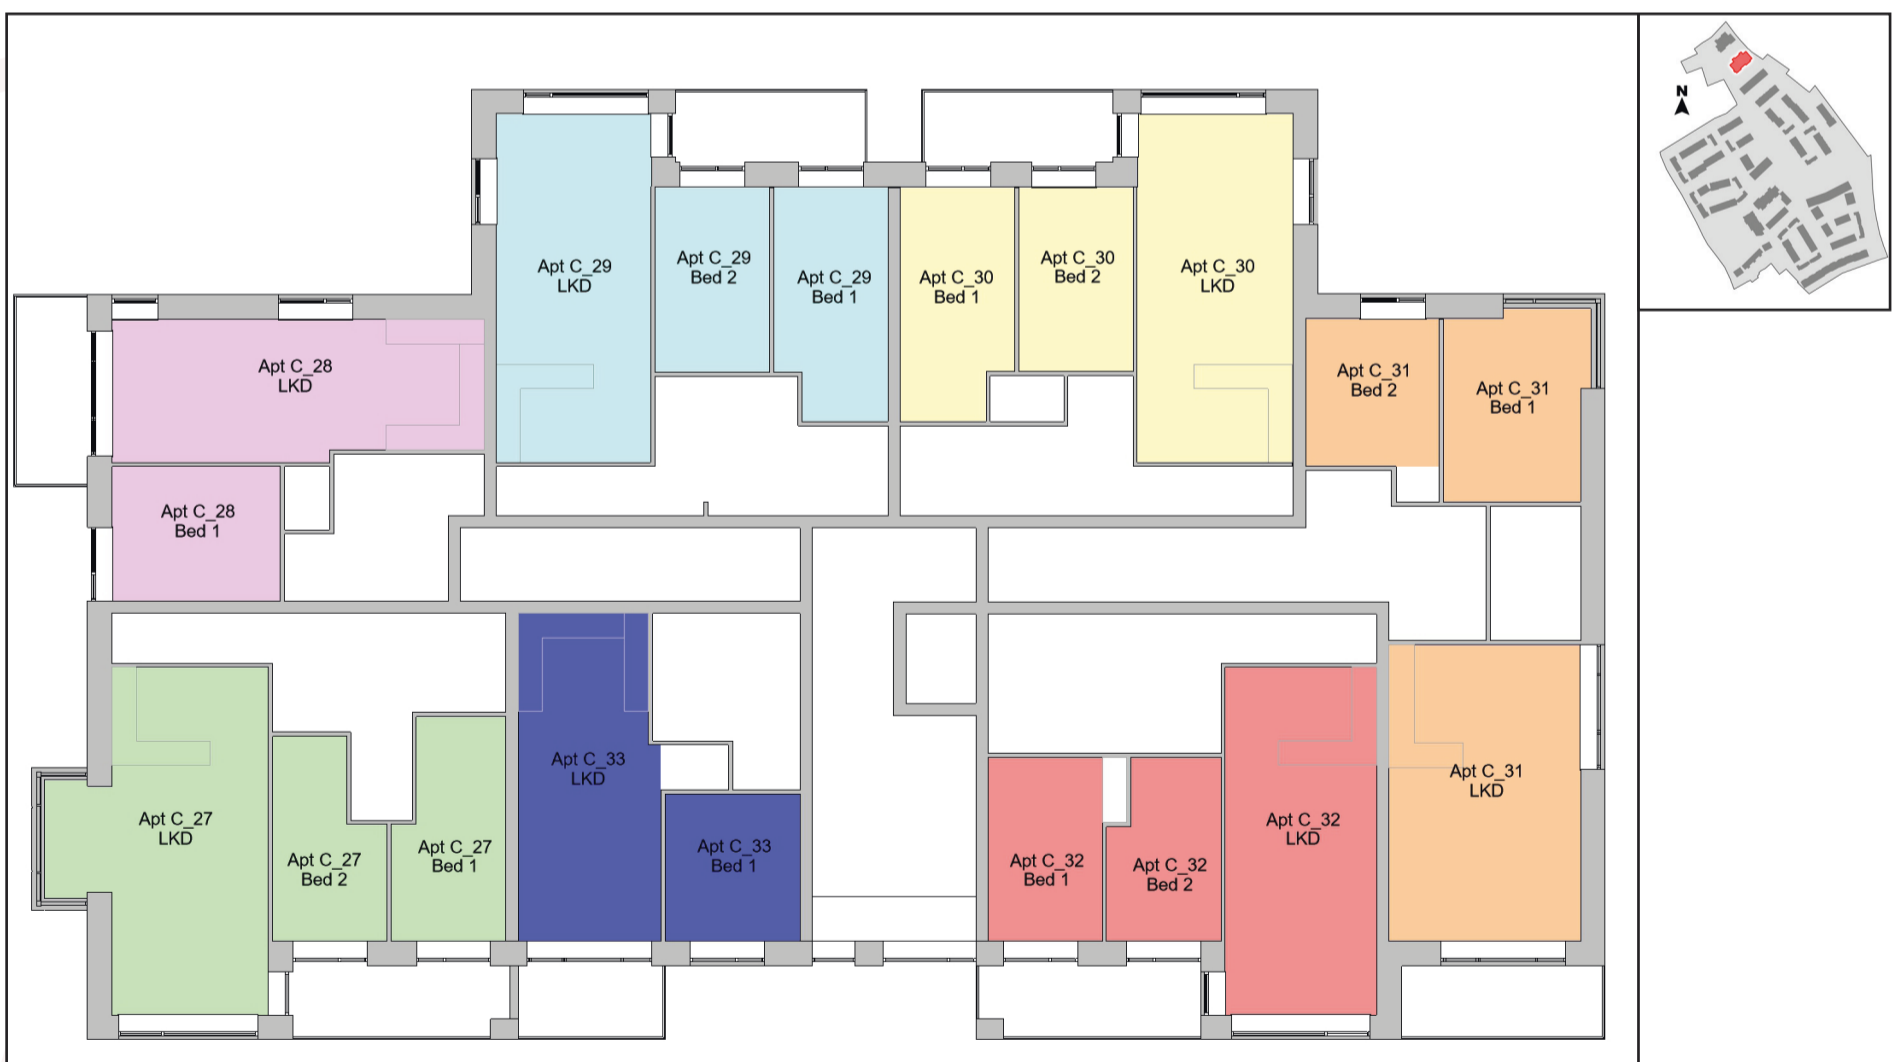 N
Apt C_29
LKD
Apt C_29
Bed 2
Apt C_29
Bed 1
Apt C_30
Bed 1
Apt C_30
Bed 2
Apt C_30
LKD
Apt C_28
LKD
Apt C_31
Bed 2
Apt C_31
Bed 1
Apt C_28
Bed 1
Apt C_27
LKD
Apt C_27
Bed 2
Apt C_27
Bed 1
Apt C_33
LKD
Apt C_33
Bed 1
Apt C_32
Bed 1
Apt C_32
Bed 2
Apt C_32
LKD
Apt C_31
LKD